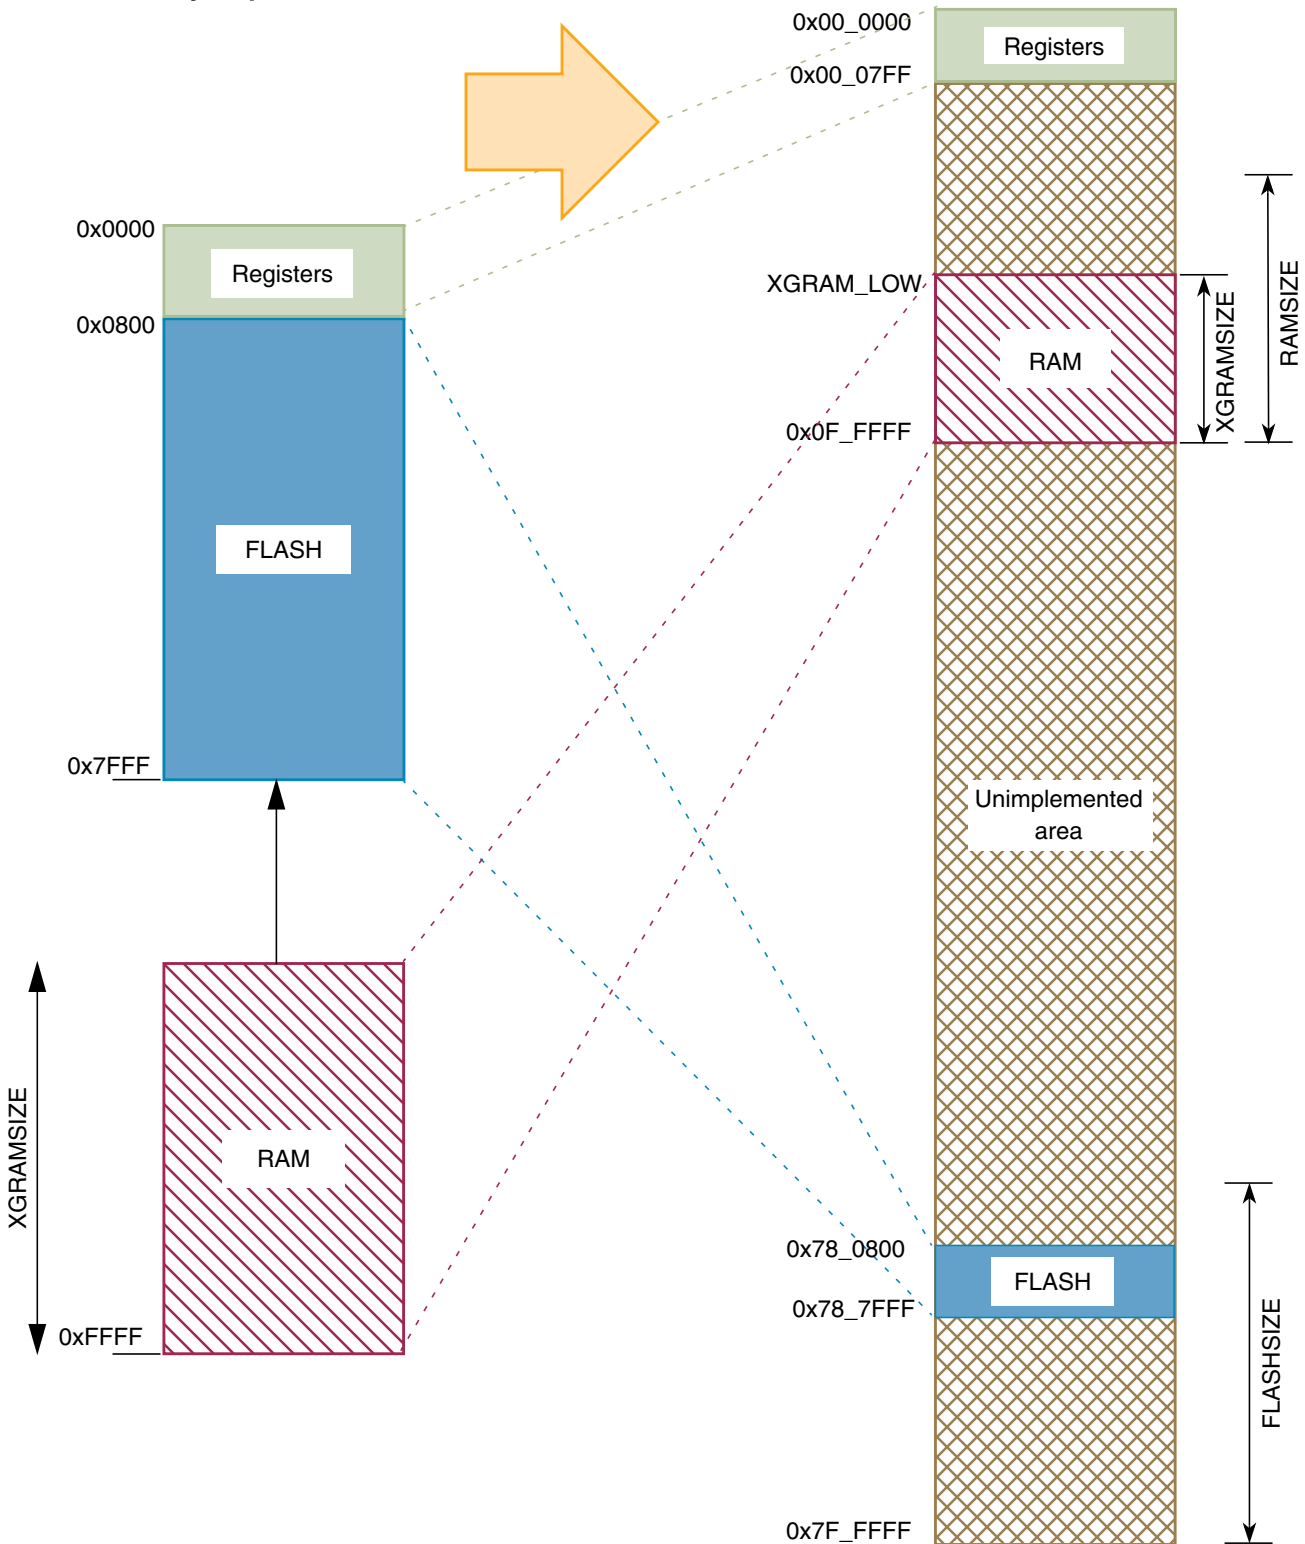 0x0000
Registers
0x0800
FLASH
0x7FFF
XGRAMSIZE
RAM
0xFFFF
0x00_0000
Registers
0x00_07FF
XGRAM_LOW
RAM
XGRAMSIZE
RAMSIZE
0x0F_FFFF
Unimplemented
area
0x78_0800
FLASH
0x78_7FFF
FLASHSIZE
0x7F_FFFF